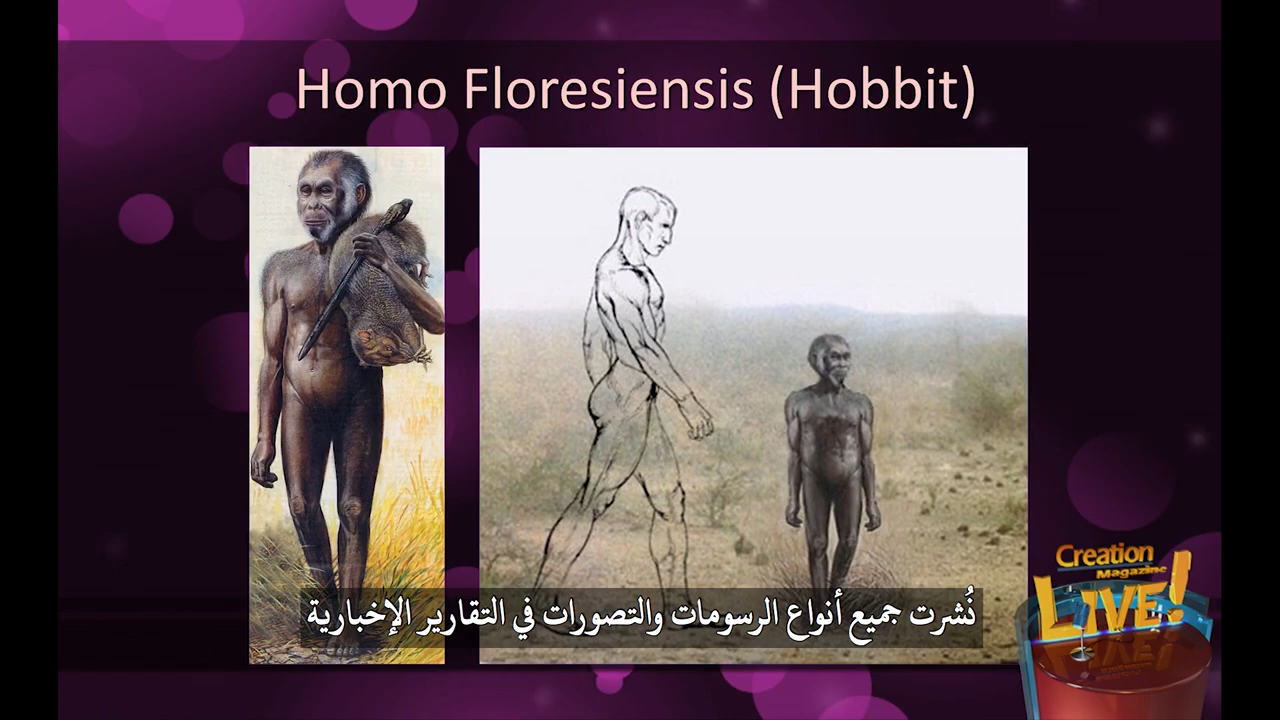 Homo Floresiensis (Hobbit)
نُشرت جميع أنواع الرسومات والتصورات في التقارير الإخبارية
Creation
Magazine
LIVE!